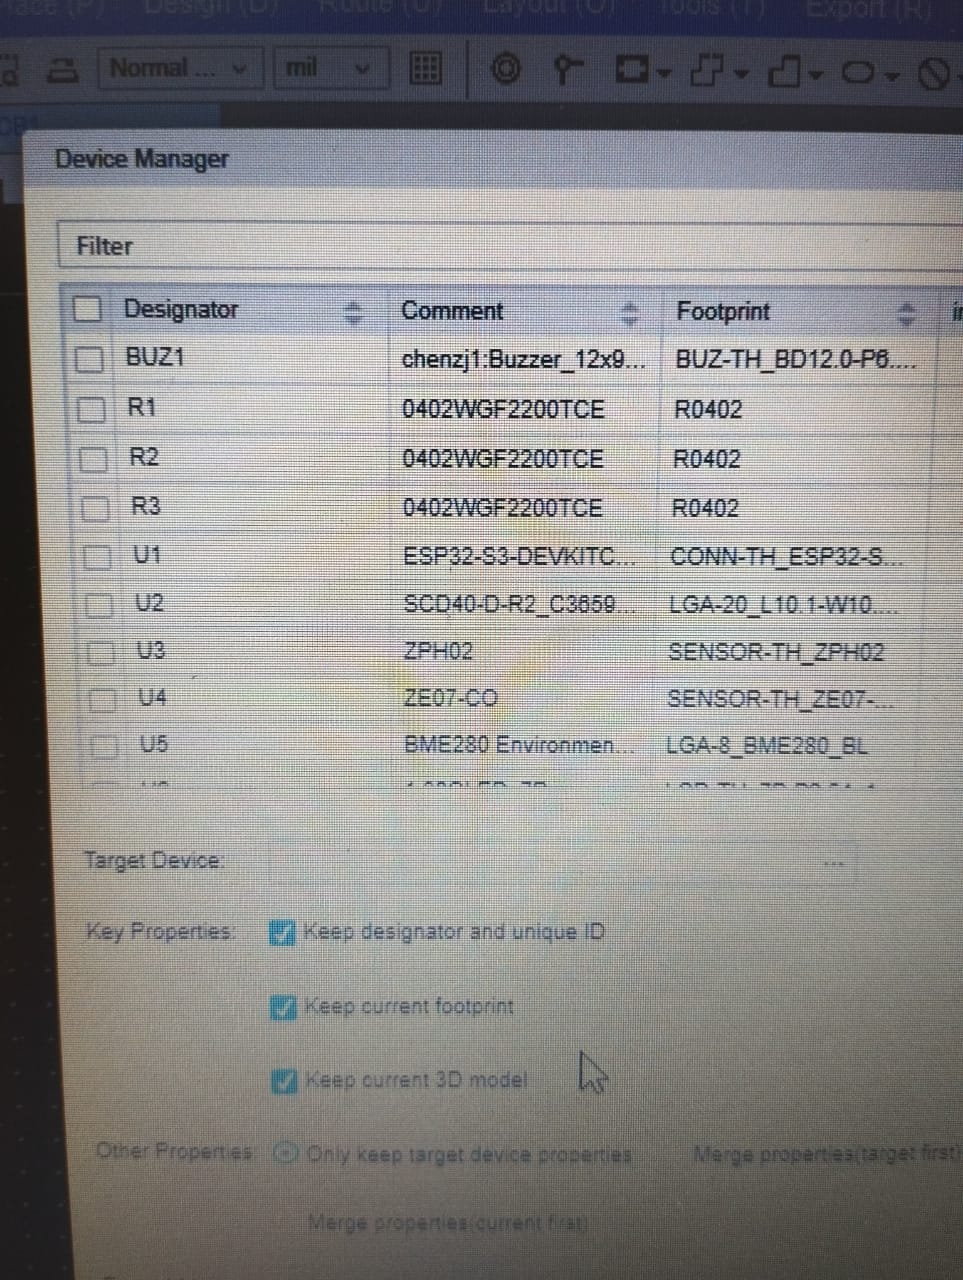 Place (P) Design (D) Route (U) Layout (O) Tools (T) Export (R)
Normal ... mil
Device Manager
Filter
Designator Comment Footprint
BUZ1 chenzj1:Buzzer_12x9... BUZ-TH_BD12.0-P6....
R1 0402WGF2200TCE R0402
R2 0402WGF2200TCE R0402
R3 0402WGF2200TCE R0402
U1 ESP32-S3-DEVKITC... CONN-TH_ESP32-S...
U2 SCD40-D-R2_C3659... LGA-20_L10.1-W10....
U3 ZPH02 SENSOR-TH_ZPH02
U4 ZE07-CO SENSOR-TH_ZE07-...
U5 BME280 Environmen... LGA-8_BME280_BL
Target Device: ...
Key Properties: Keep designator and unique ID
Keep current footprint
Keep current 3D model
Other Properties: Only keep target device properties Merge properties(target first)
Merge properties(current first)